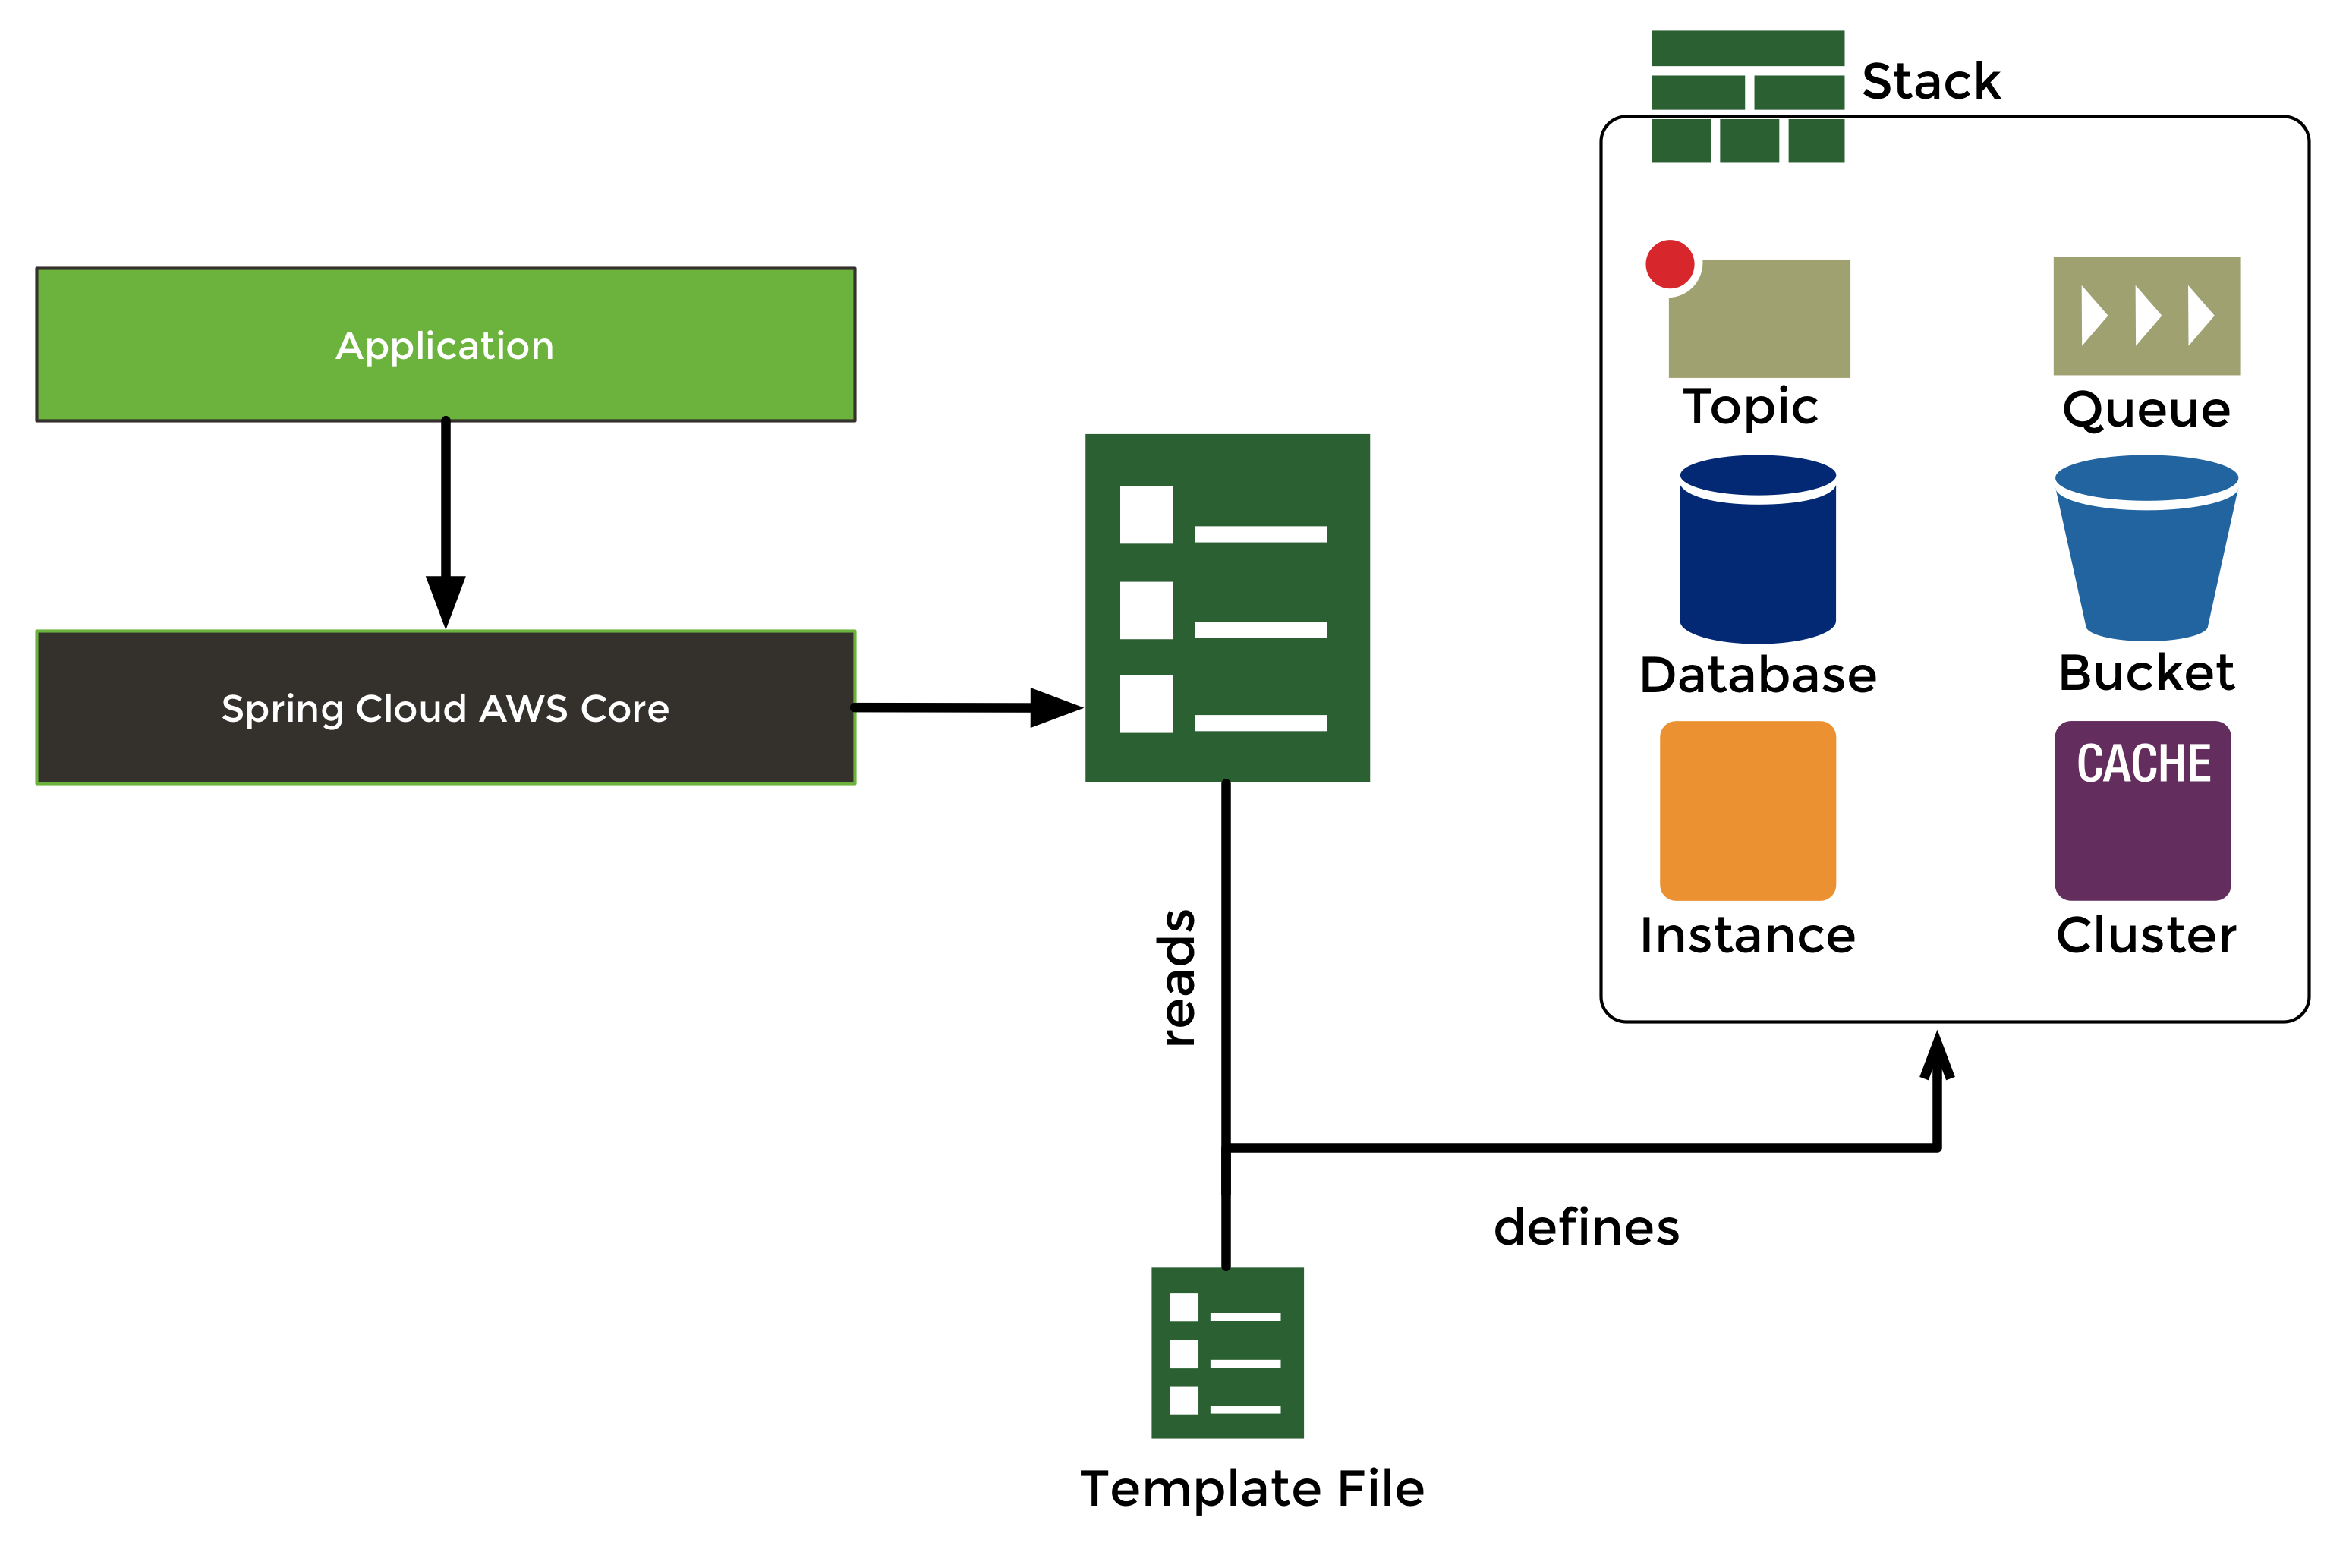 Stack
Application
Topic
Queue
Spring Cloud AWS Core
Database
Bucket
CACHE
Instance
Cluster
reads
defines
Template File